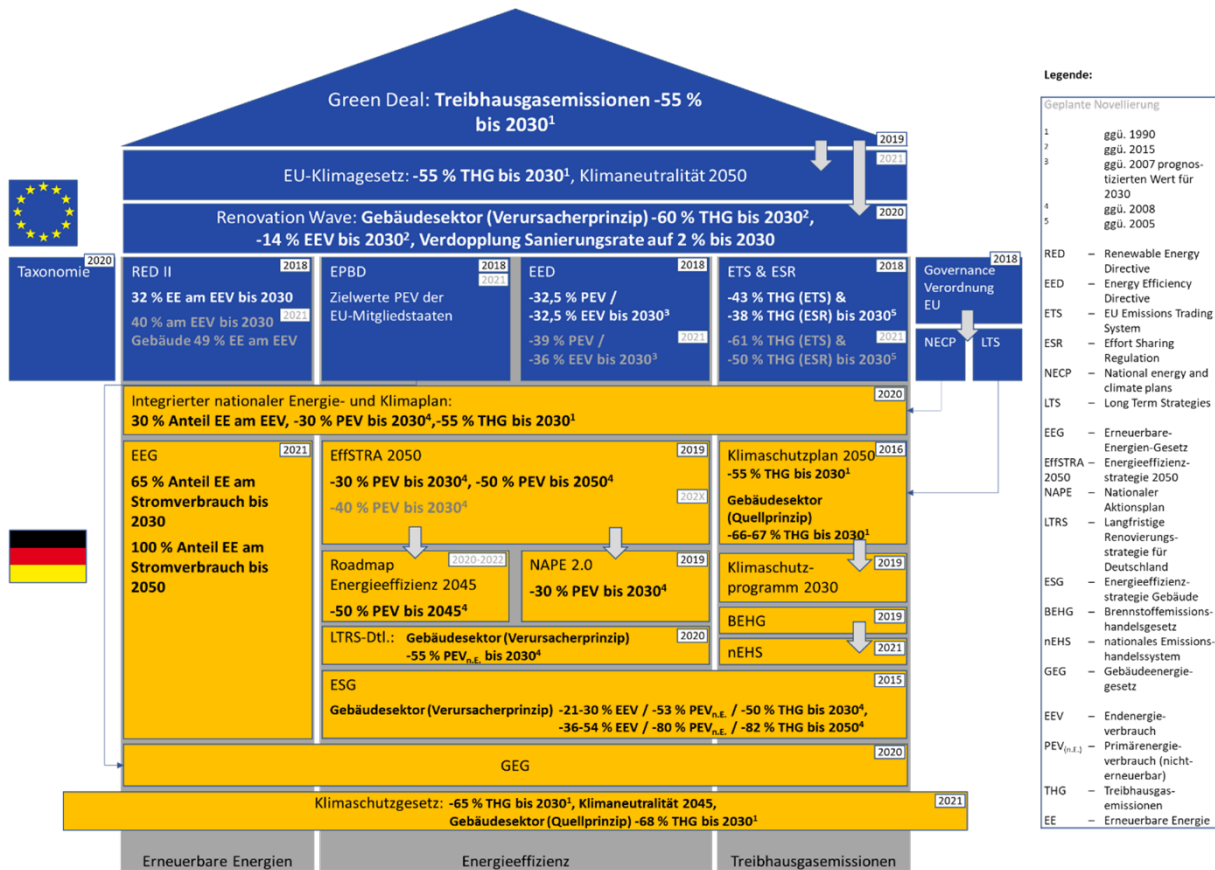 Green Deal: Treibhausgasemissionen -55 %
bis 2030¹
2019
2021
EU-Klimagesetz: -55 % THG bis 2030¹, Klimaneutralität 2050
2020
Renovation Wave: Gebäudesektor (Verursacherprinzip) -60 % THG bis 2030²,
-14 % EEV bis 2030², Verdopplung Sanierungsrate auf 2 % bis 2030
Taxonomie
2020
RED II
2018
32 % EE am EEV bis 2030
2021
40 % am EEV bis 2030
Gebäude 49 % EE am EEV
EPBD
2018
2021
Zielwerte PEV der
EU-Mitgliedstaaten
EED
2018
-32,5 % PEV /
-32,5 % EEV bis 2030³
2021
-39 % PEV /
-36 % EEV bis 2030³
ETS & ESR
2018
-43 % THG (ETS) &
-38 % THG (ESR) bis 2030⁵
2021
-61 % THG (ETS) &
-50 % THG (ESR) bis 2030⁵
2018
Governance
Verordnung
EU
NECP
LTS
Integrierter nationaler Energie- und Klimaplan:
2020
30 % Anteil EE am EEV, -30 % PEV bis 2030⁴,-55 % THG bis 2030¹
EEG
2021
65 % Anteil EE am
Stromverbrauch bis
2030
100 % Anteil EE am
Stromverbrauch bis
2050
EffSTRA 2050
2019
-30 % PEV bis 2030⁴, -50 % PEV bis 2050⁴
202X
-40 % PEV bis 2030⁴
2020-2022
Roadmap
Energieeffizienz 2045
-50 % PEV bis 2045⁴
NAPE 2.0
2019
-30 % PEV bis 2030⁴
LTRS-Dtl.: Gebäudesektor (Verursacherprinzip)
2020
-55 % PEVn.E. bis 2030⁴
2016
Klimaschutzplan 2050
-55 % THG bis 2030¹
Gebäudesektor
(Quellprinzip)
-66-67 % THG bis 2030¹
2019
Klimaschutz-
programm 2030
BEHG
2019
nEHS
2021
ESG
2015
Gebäudesektor (Verursacherprinzip) -21-30 % EEV / -53 % PEVn.E. / -50 % THG bis 2030⁴,
-36-54 % EEV / -80 % PEVn.E. / -82 % THG bis 2050⁴
2020
GEG
Klimaschutzgesetz: -65 % THG bis 2030¹, Klimaneutralität 2045,
2021
Gebäudesektor (Quellprinzip) -68 % THG bis 2030¹
Erneuerbare Energien
Energieeffizienz
Treibhausgasemissionen
Legende:
Geplante Novellierung
1 ggü. 1990
2 ggü. 2015
3 ggü. 2007 prognos-
tizierten Wert für
2030
4 ggü. 2008
5 ggü. 2005
RED – Renewable Energy
Directive
EED – Energy Efficiency
Directive
ETS – EU Emissions Trading
System
ESR – Effort Sharing
Regulation
NECP – National energy and
climate plans
LTS – Long Term Strategies
EEG – Erneuerbare-
Energien-Gesetz
EffSTRA – Energieeffizienz-
2050 strategie 2050
NAPE – Nationaler
Aktionsplan
LTRS – Langfristige
Renovierungs-
strategie für
Deutschland
ESG – Energieeffizienz-
strategie Gebäude
BEHG – Brennstoffemissions-
handelsgesetz
nEHS – nationales Emissions-
handelssystem
GEG – Gebäudeenergie-
gesetz
EEV – Endenergie-
verbrauch
PEV(n.E.) – Primärenergie-
verbrauch (nicht-
erneuerbar)
THG – Treibhausgas-
emissionen
EE – Erneuerbare Energie